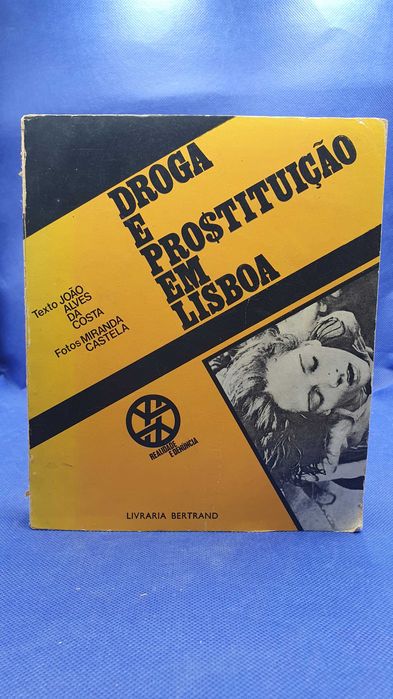 DROGA
E
PRO$TITUIÇÃO
EM
LISBOA
Texto JOÃO
ALVES
DA
COSTA
Fotos MIRANDA
CASTELA
REALIDADE
E DENÚNCIA
LIVRARIA BERTRAND